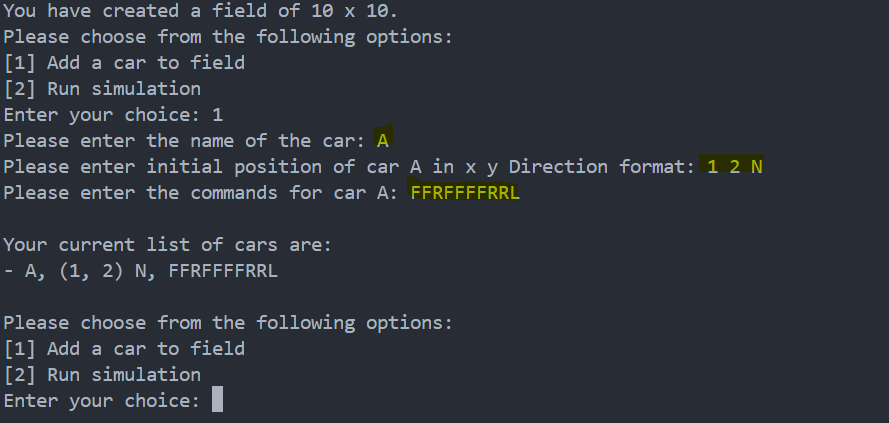 You have created a field of 10 x 10.
Please choose from the following options:
[1] Add a car to field
[2] Run simulation
Enter your choice: 1
Please enter the name of the car: A
Please enter initial position of car A in x y Direction format: 1 2 N
Please enter the commands for car A: FFRFFFFRRL
Your current list of cars are:
- A, (1, 2) N, FFRFFFFRRL
Please choose from the following options:
[1] Add a car to field
[2] Run simulation
Enter your choice: